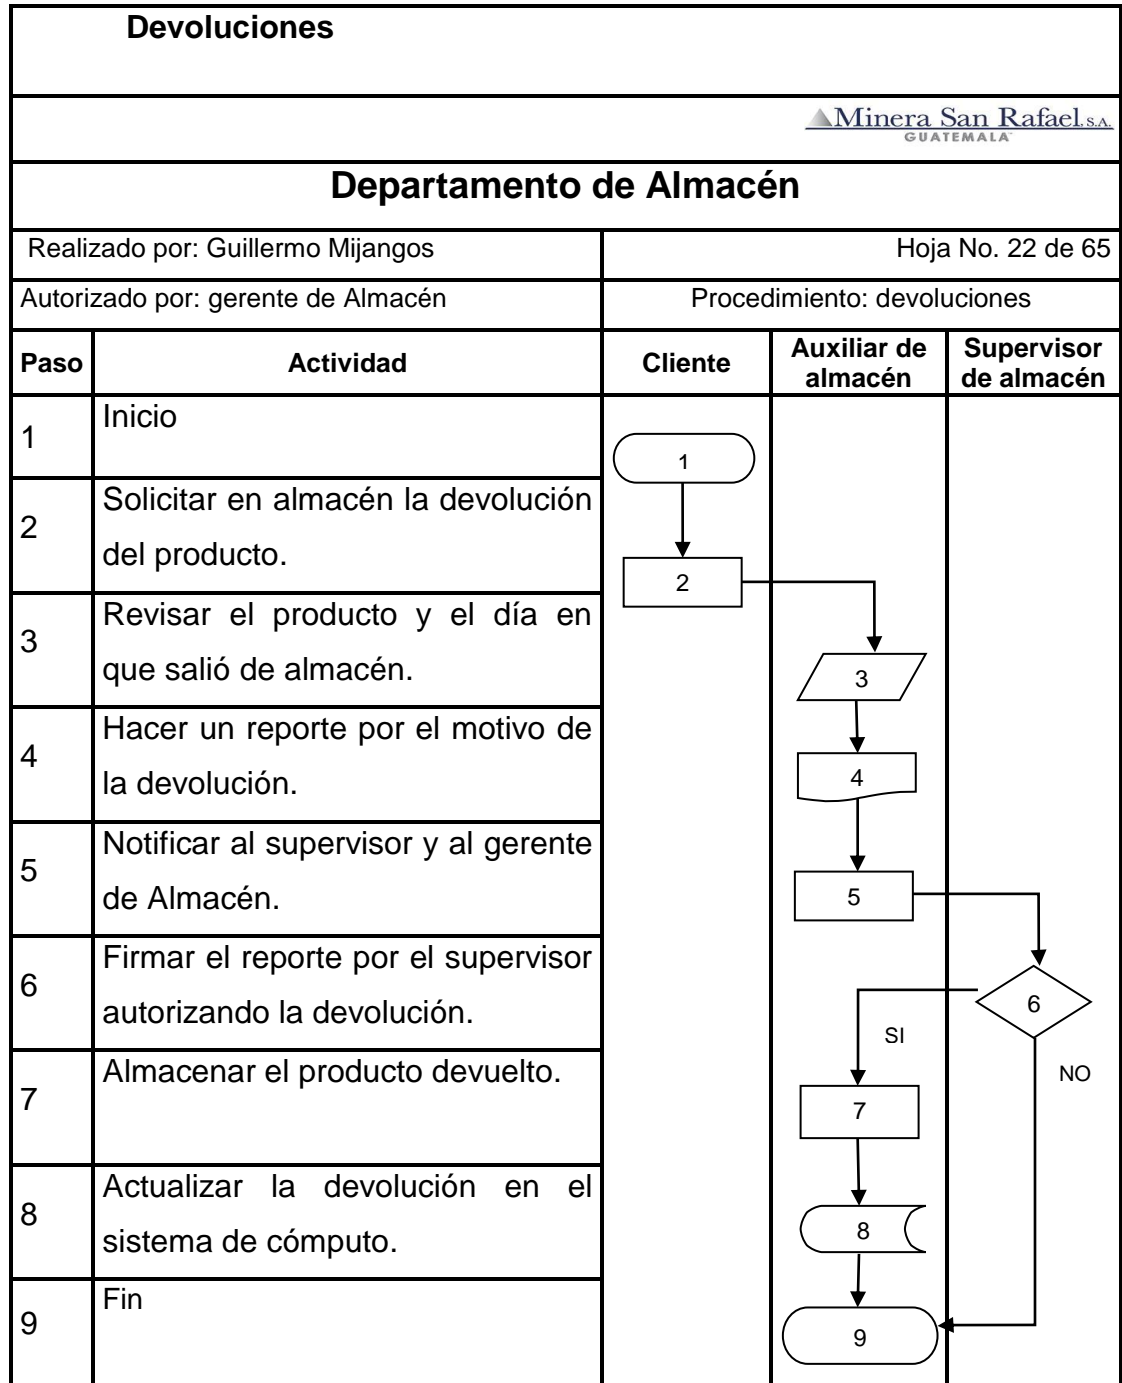 Devoluciones
Minera San Rafael, S.A.
GUATEMALA
Departamento de Almacén
Realizado por: Guillermo Mijangos
Hoja No. 22 de 65
Autorizado por: gerente de Almacén
Procedimiento: devoluciones
Paso
Actividad
Cliente
Auxiliar de
almacén
Supervisor
de almacén
1
Inicio
2
Solicitar en almacén la devolución
del producto.
3
Revisar el producto y el día en
que salió de almacén.
4
Hacer un reporte por el motivo de
la devolución.
5
Notificar al supervisor y al gerente
de Almacén.
6
Firmar el reporte por el supervisor
autorizando la devolución.
7
Almacenar el producto devuelto.
8
Actualizar la devolución en el
sistema de cómputo.
9
Fin
1
2
3
4
5
6
SI
NO
7
8
9